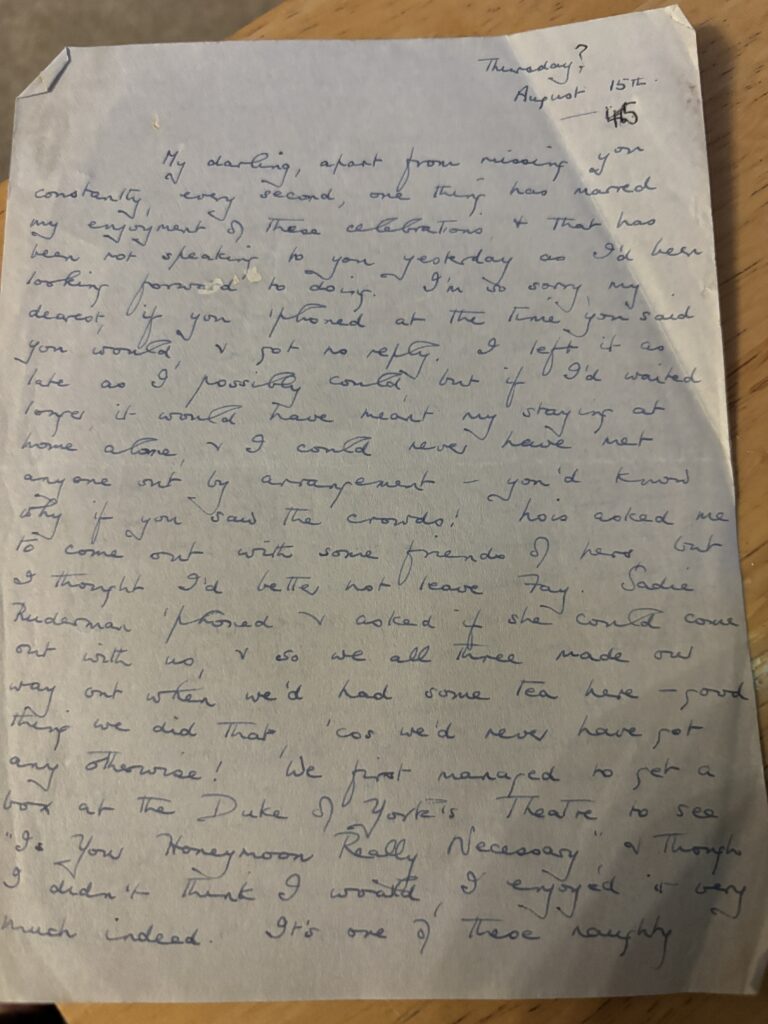 Thursday?
August 15th.
— 45
My darling, apart from missing you
constantly, every second, one thing has marred
my enjoyment of these celebrations, & that has
been not speaking to you yesterday as I'd been
looking forward to doing. I'm so sorry, my
dearest, if you 'phoned at the time you said
you would, & got no reply. I left it as
late as I possibly could, but if I'd waited
longer it would have meant my staying at
home alone, & I could never have met
anyone out by arrangement - you'd know
why if you saw the crowds! Lois asked me
to come out with some friends of hers, but
I thought I'd better not leave Fay. Sadie
Ruderman 'phoned & asked if she could come
out with us, & so we all three made our
way out when we'd had some tea here - good
thing we did that, 'cos we'd never have got
any otherwise! We first managed to get a
box at the Duke of York's Theatre to see
"Is Your Honeymoon Really Necessary" & though
I didn't think I would, I enjoyed it very
much indeed. It's one of these naughty